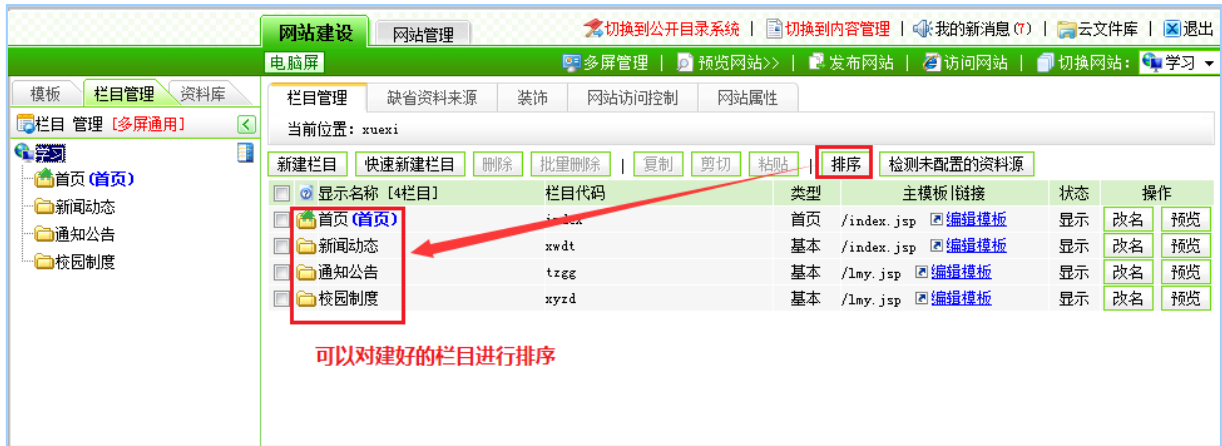 网站建设 网站管理 切换到公开目录系统 | 切换到内容管理 | 我的新消息(7) | 云文件库 | 退出
电脑屏 多屏管理 | 预览网站>> | 发布网站 | 访问网站 | 切换网站: 学习
模板 栏目管理 资料库 栏目管理 缺省资料来源 装饰 网站访问控制 网站属性
栏目 管理 [多屏通用] 当前位置: xuexi
学习
首页(首页)
新闻动态
通知公告
校园制度
新建栏目 快速新建栏目 删除 批里删除 | 复制 剪切 粘贴 | 排序 检测未配置的资料源
显示名称 [4栏目] 栏目代码 类型 主模板|链接 状态 操作
首页(首页) index 首页 /index.jsp 编辑模板 显示 改名 预览
新闻动态 xwdt 基本 /index.jsp 编辑模板 显示 改名 预览
通知公告 tzgg 基本 /lmy.jsp 编辑模板 显示 改名 预览
校园制度 xyzd 基本 /lmy.jsp 编辑模板 显示 改名 预览
可以对建好的栏目进行排序